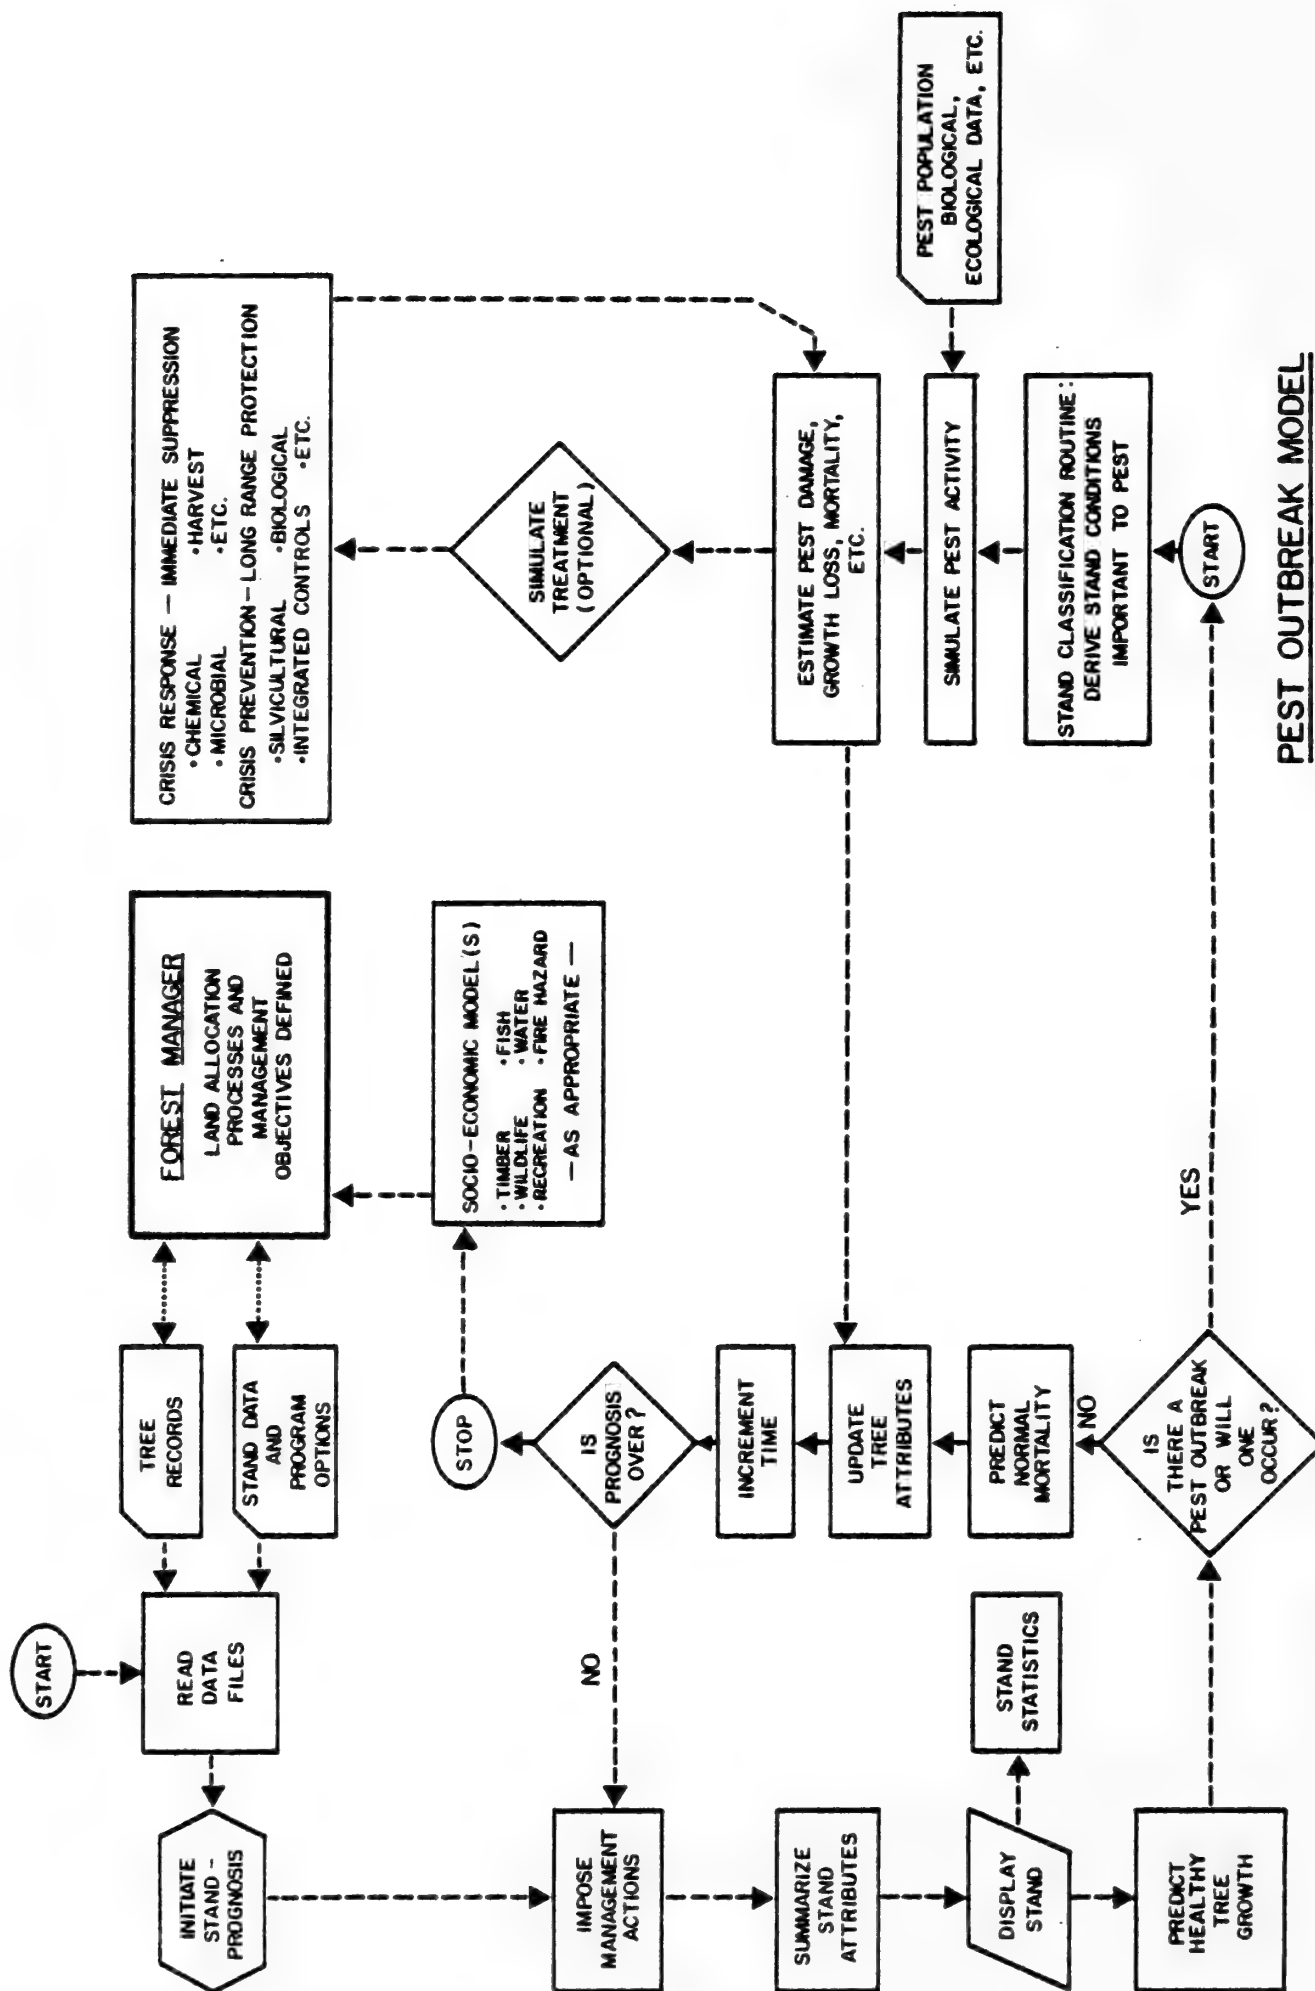 START
READ
DATA
FILES
TREE
RECORDS
STAND DATA
AND
PROGRAM
OPTIONS
FOREST MANAGER
LAND ALLOCATION
PROCESSES AND
MANAGEMENT
OBJECTIVES DEFINED
CRISIS RESPONSE — IMMEDIATE SUPPRESSION
•CHEMICAL •HARVEST
•MICROBIAL •ETC.
CRISIS PREVENTION—LONG RANGE PROTECTION
•SILVICULTURAL •BIOLOGICAL
•INTEGRATED CONTROLS •ETC.
INITIATE
STAND-
PROGNOSIS
STOP
SOCIO-ECONOMIC MODEL(S)
•TIMBER •FISH
•WILDLIFE •WATER
•RECREATION •FIRE HAZARD
—AS APPROPRIATE—
SIMULATE
TREATMENT
(OPTIONAL)
IMPOSE
MANAGEMENT
ACTIONS
NO
IS
PROGNOSIS
OVER?
INCREMENT
TIME
SUMMARIZE
STAND
ATTRIBUTES
UPDATE
TREE
ATTRIBUTES
ESTIMATE PEST DAMAGE,
GROWTH LOSS, MORTALITY,
ETC.
DISPLAY
STAND
STAND
STATISTICS
PREDICT
NORMAL
MORTALITY
NO
SIMULATE PEST ACTIVITY
PEST POPULATION
BIOLOGICAL,
ECOLOGICAL DATA, ETC.
STAND CLASSIFICATION ROUTINE:
DERIVE STAND CONDITIONS
IMPORTANT TO PEST
PREDICT
HEALTHY
TREE
GROWTH
IS
THERE A
PEST OUTBREAK
OR WILL
ONE
OCCUR?
YES
START
PEST OUTBREAK MODEL